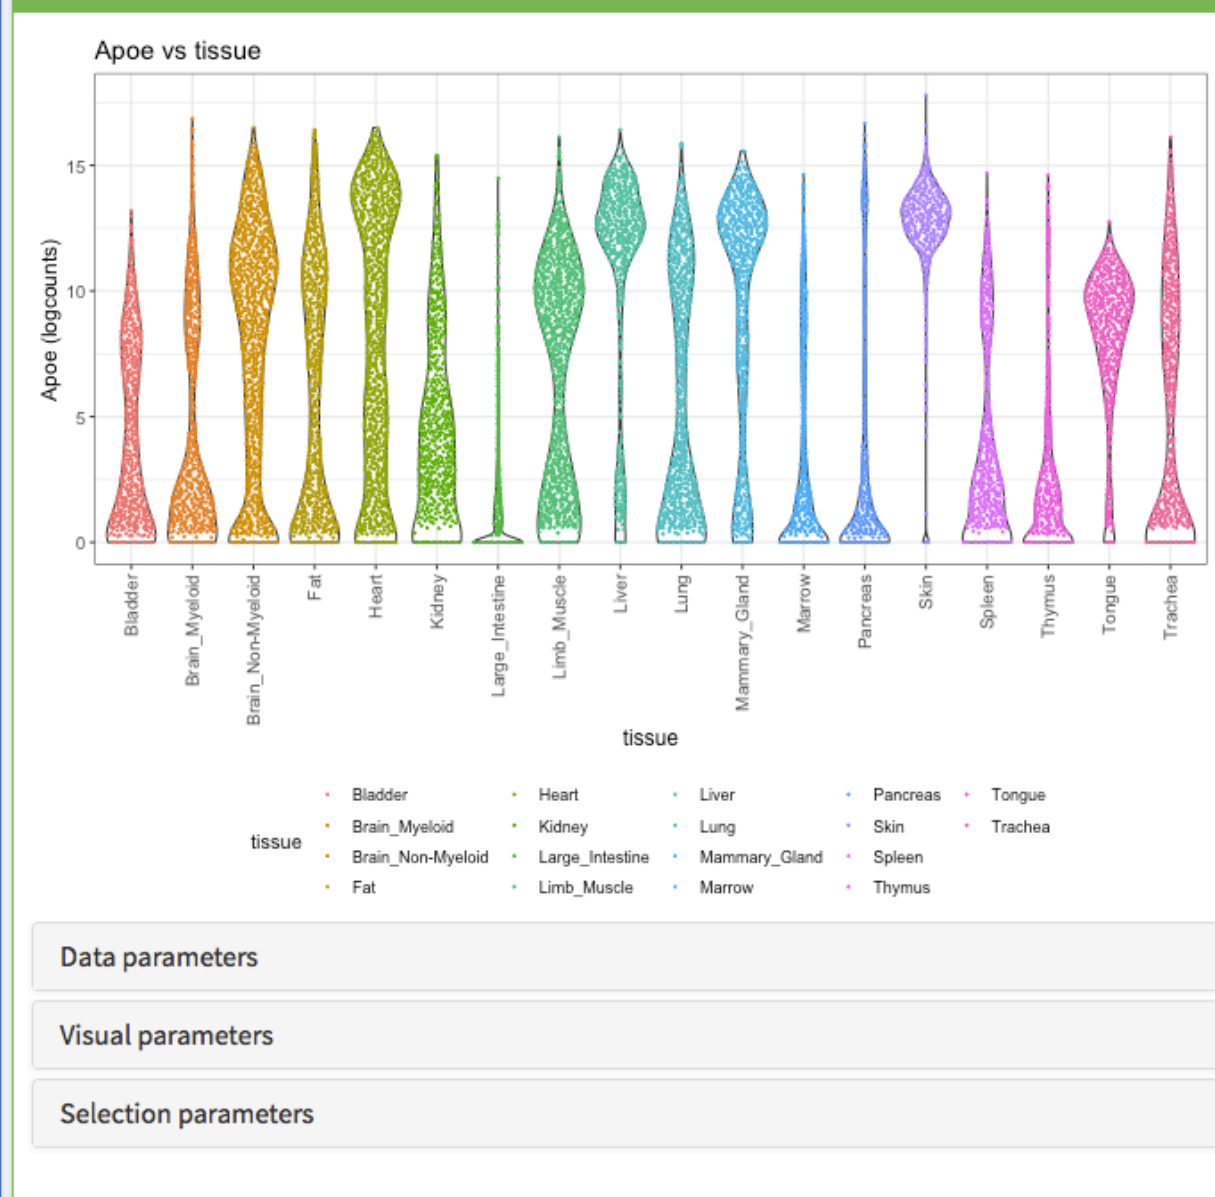 Apoe vs tissue
15
10
5
0
Apoe (logcounts)
Bladder
Brain_Myeloid
Brain_Non-Myeloid
Fat
Heart
Kidney
Large_Intestine
Limb_Muscle
Liver
Lung
Mammary_Gland
Marrow
Pancreas
Skin
Spleen
Thymus
Tongue
Trachea
tissue
tissue
Bladder Heart Liver Pancreas Tongue
Brain_Myeloid Kidney Lung Skin Trachea
Brain_Non-Myeloid Large_Intestine Mammary_Gland Spleen
Fat Limb_Muscle Marrow Thymus
Data parameters
Visual parameters
Selection parameters